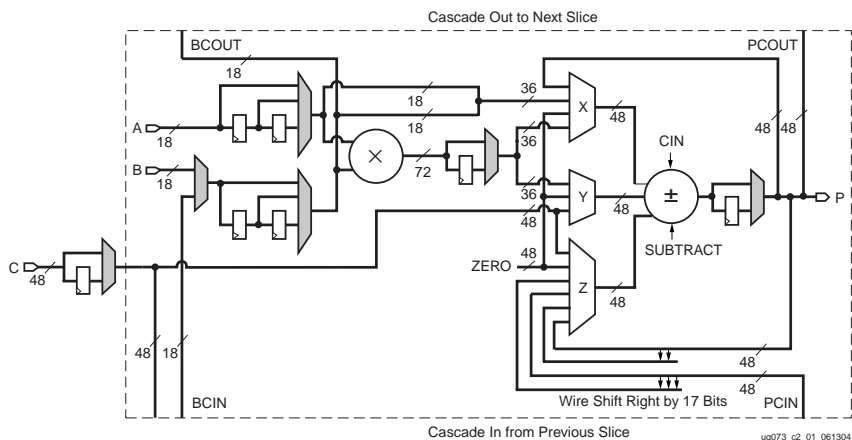 Cascade Out to Next Slice
BCOUT
PCOUT
18
A
18
18
18
36
X
48
36
48
48
CIN
B
18
×
72
36
Y
48
±
P
48
SUBTRACT
C
48
48
ZERO
Z
48
48
18
48
48
Wire Shift Right by 17 Bits
BCIN
PCIN
Cascade In from Previous Slice
ug073_c2_01_061304